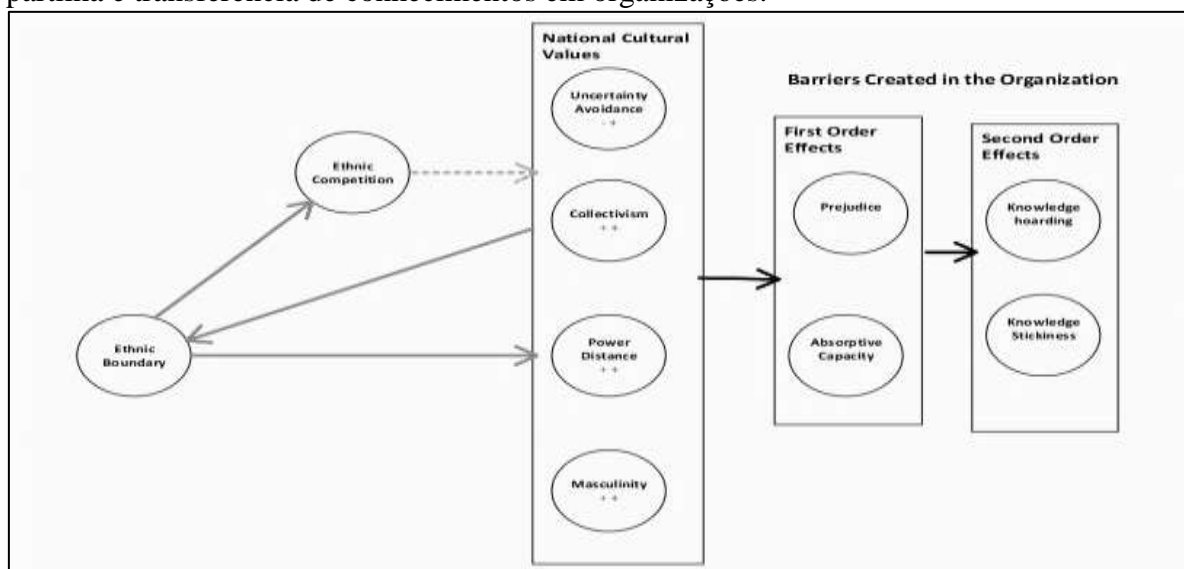 partilha e transferência de conhecimentos em organizações.
National Cultural
Values
Uncertainty
Avoidance
- +
Barriers Created in the Organization
First Order
Effects
Second Order
Effects
Ethnic
Competition
Collectivism
+ +
Prejudice
Knowledge
hoarding
Ethnic
Boundary
Power
Distance
+ +
Absorptive
Capacity
Knowledge
Stickiness
Masculinity
+ +